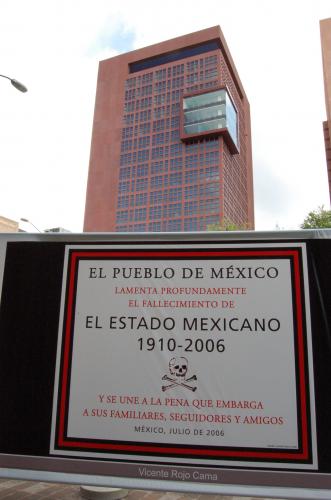 EL PUEBLO DE MÉXICO
LAMENTA PROFUNDAMENTE
EL FALLECIMIENTO DE
EL ESTADO MEXICANO
1910-2006
Y SE UNE A LA PENA QUE EMBARGA
A SUS FAMILIARES, SEGUIDORES Y AMIGOS
MÉXICO, JULIO DE 2006
Vicente Rojo Cama